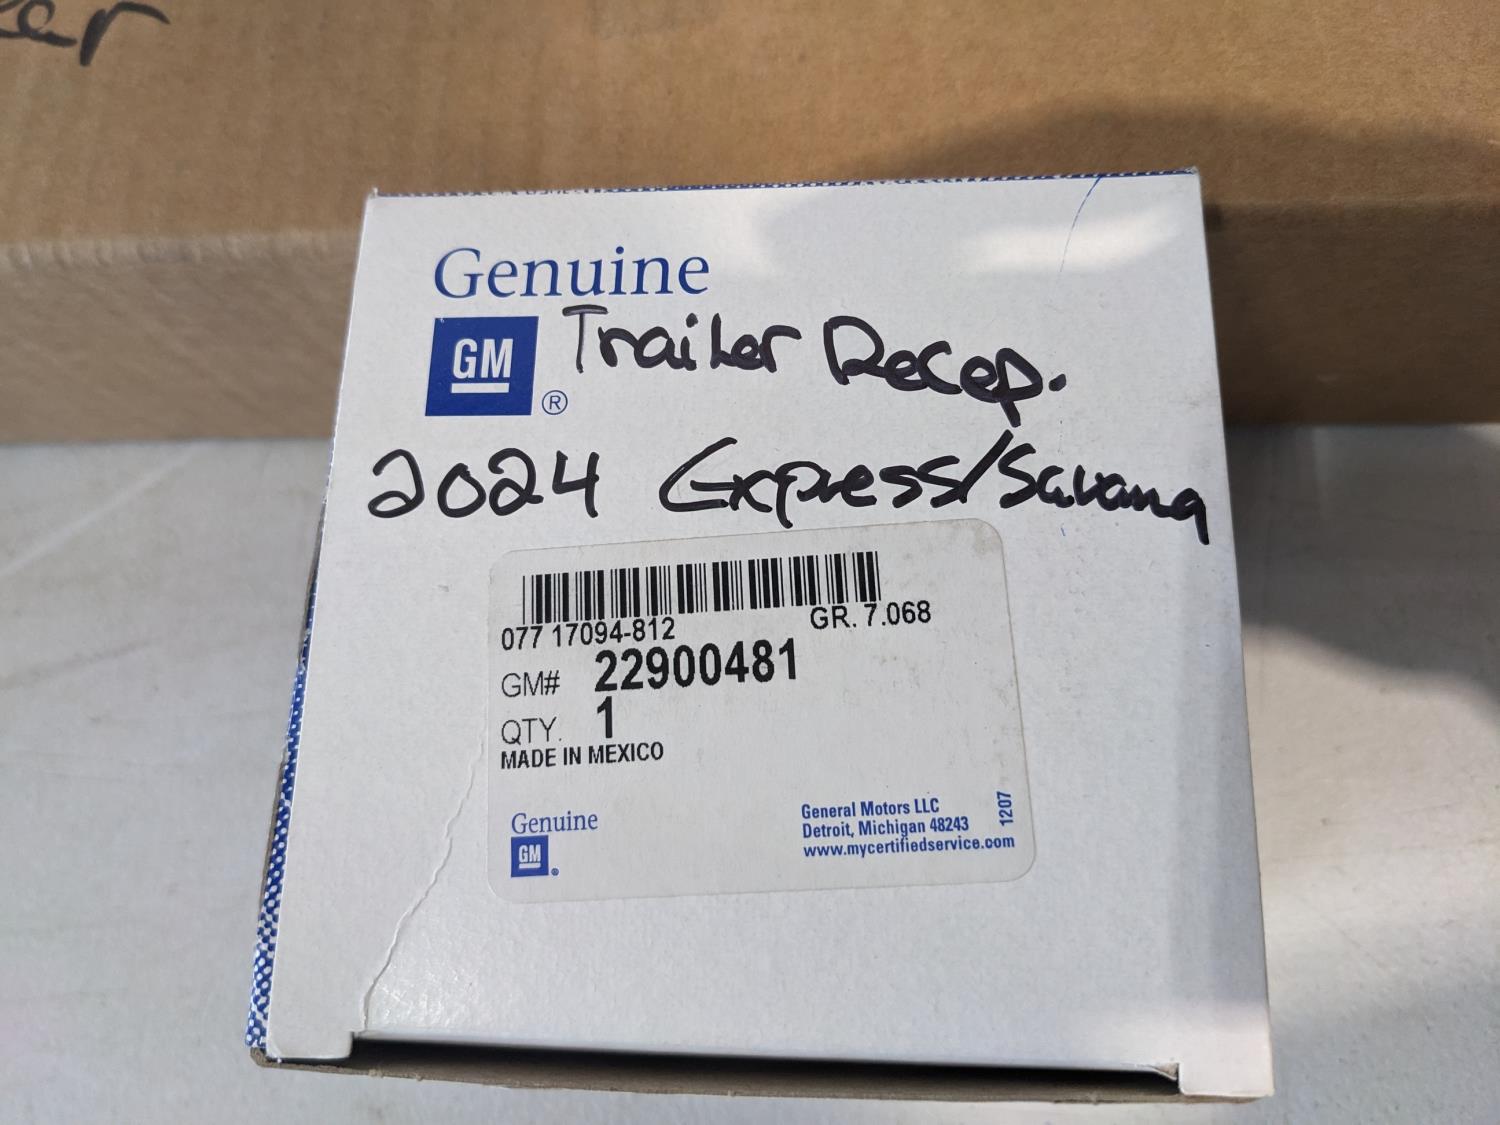 Genuine
GM ®
Trailer Recep.
2024 Express/Savana
077 17094-812
GR. 7.068
GM# 22900481
QTY. 1
MADE IN MEXICO
Genuine
GM ®
General Motors LLC
Detroit, Michigan 48243
www.mycertifiedservice.com
1207